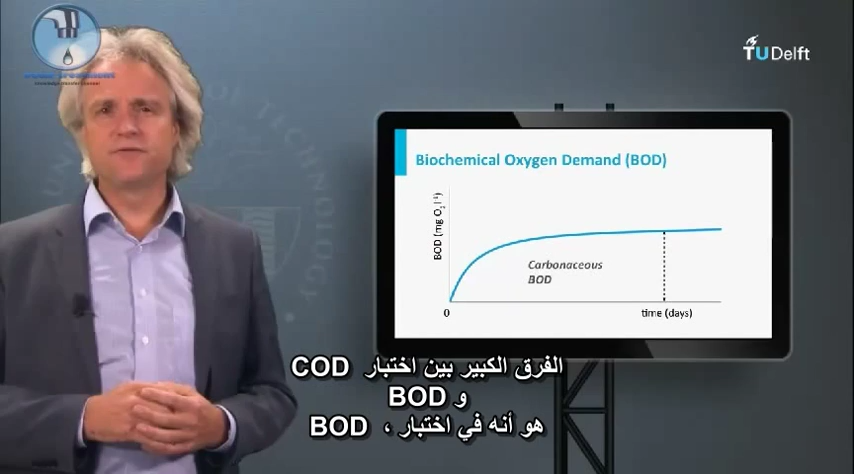 TU Delft
Biochemical Oxygen Demand (BOD)
BOD (mg O₂ l⁻¹)
Carbonaceous
BOD
0
time (days)
الفرق الكبير بين اختبار COD
و BOD
هو أنه في اختبار ، BOD